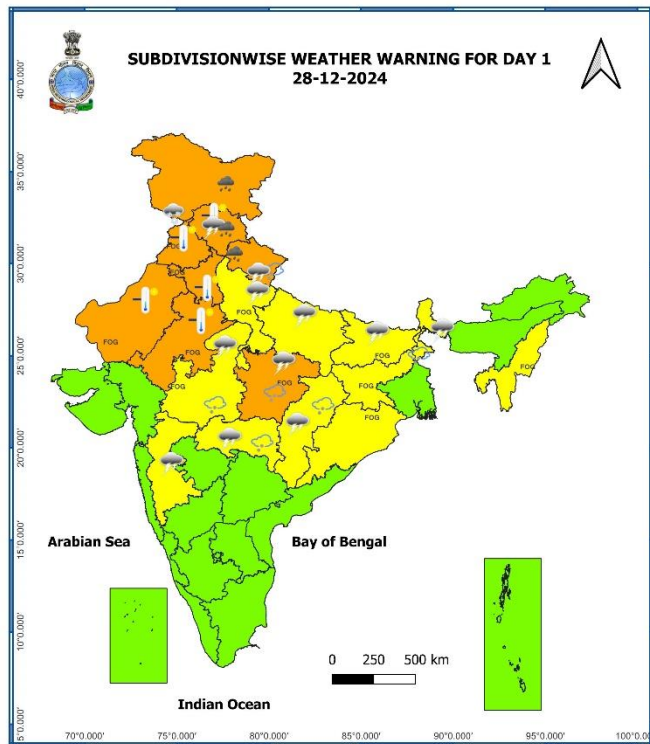 SUBDIVISIONWISE WEATHER WARNING FOR DAY 1
28-12-2024
40°0.000'
35°0.000'
30°0.000'
25°0.000'
20°0.000'
15°0.000'
10°0.000'
5°0.000'
FOG
FOG
FOG
FOG
FOG
FOG
FOG
FOG
FOG
FOG
Arabian Sea
Bay of Bengal
0 250 500 km
Indian Ocean
70°0.000' 75°0.000' 80°0.000' 85°0.000' 90°0.000' 95°0.000' 100°0.0